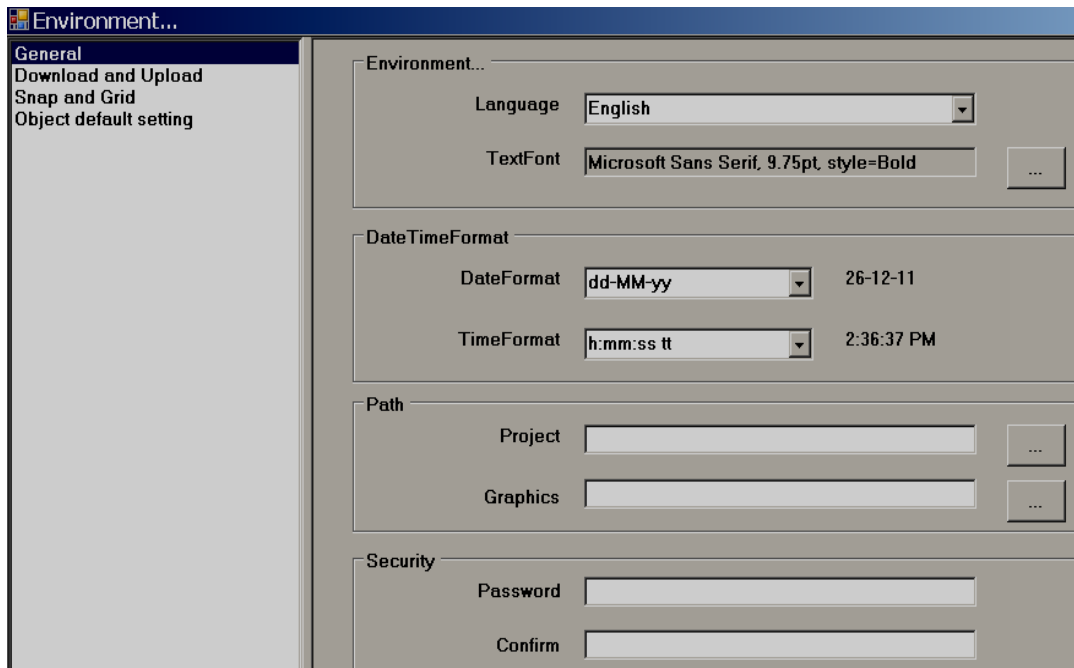 Environment...
General
Download and Upload
Snap and Grid
Object default setting
Environment...
Language English
TextFont Microsoft Sans Serif, 9.75pt, style=Bold ...
DateTimeFormat
DateFormat dd-MM-yy 26-12-11
TimeFormat h:mm:ss tt 2:36:37 PM
Path
Project ...
Graphics ...
Security
Password
Confirm